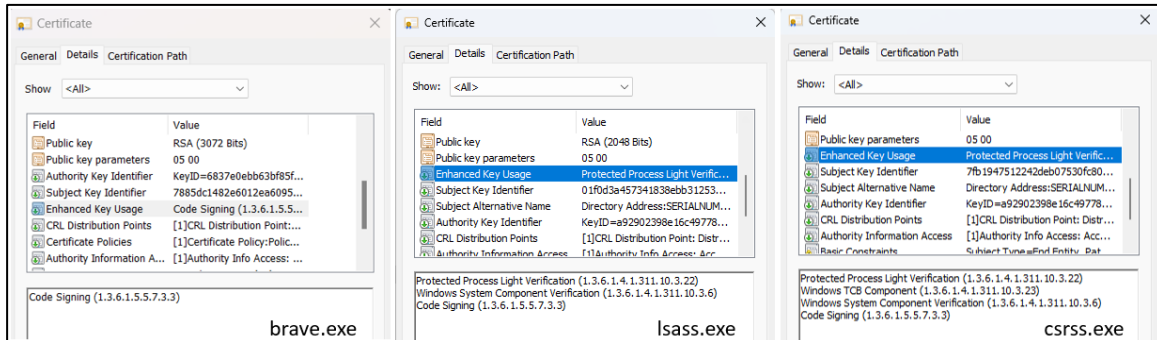 Certificate
General Details Certification Path
Show <All>
Field Value
Public key RSA (3072 Bits)
Public key parameters 05 00
Authority Key Identifier KeyID=6837e0ebb63bf85f...
Subject Key Identifier 7885dc1482e6012ea6095...
Enhanced Key Usage Code Signing (1.3.6.1.5.5...
CRL Distribution Points [1]CRL Distribution Point:...
Certificate Policies [1]Certificate Policy:Polic...
Authority Information A... [1]Authority Info Access: ...
Code Signing (1.3.6.1.5.5.7.3.3)
brave.exe
Certificate
General Details Certification Path
Show: <All>
Field Value
Public key RSA (2048 Bits)
Public key parameters 05 00
Enhanced Key Usage Protected Process Light Verific...
Subject Key Identifier 01f0d3a457341838ebb31253...
Subject Alternative Name Directory Address:SERIALNUM...
Authority Key Identifier KeyID=a92902398e16c49778...
CRL Distribution Points [1]CRL Distribution Point: Distr...
Authority Information Access [1]Authority Info Access: Acc...
Protected Process Light Verification (1.3.6.1.4.1.311.10.3.22)
Windows System Component Verification (1.3.6.1.4.1.311.10.3.6)
Code Signing (1.3.6.1.5.5.7.3.3)
lsass.exe
Certificate
General Details Certification Path
Show: <All>
Field Value
Public key parameters 05 00
Enhanced Key Usage Protected Process Light Verific...
Subject Key Identifier 7fb1947512242deb07530fc80...
Subject Alternative Name Directory Address:SERIALNUM...
Authority Key Identifier KeyID=a92902398e16c49778...
CRL Distribution Points [1]CRL Distribution Point: Distr...
Authority Information Access [1]Authority Info Access: Acc...
Basic Constraints Subject Type=End Entity, Pat...
Protected Process Light Verification (1.3.6.1.4.1.311.10.3.22)
Windows TCB Component (1.3.6.1.4.1.311.10.3.23)
Windows System Component Verification (1.3.6.1.4.1.311.10.3.6)
Code Signing (1.3.6.1.5.5.7.3.3)
csrss.exe